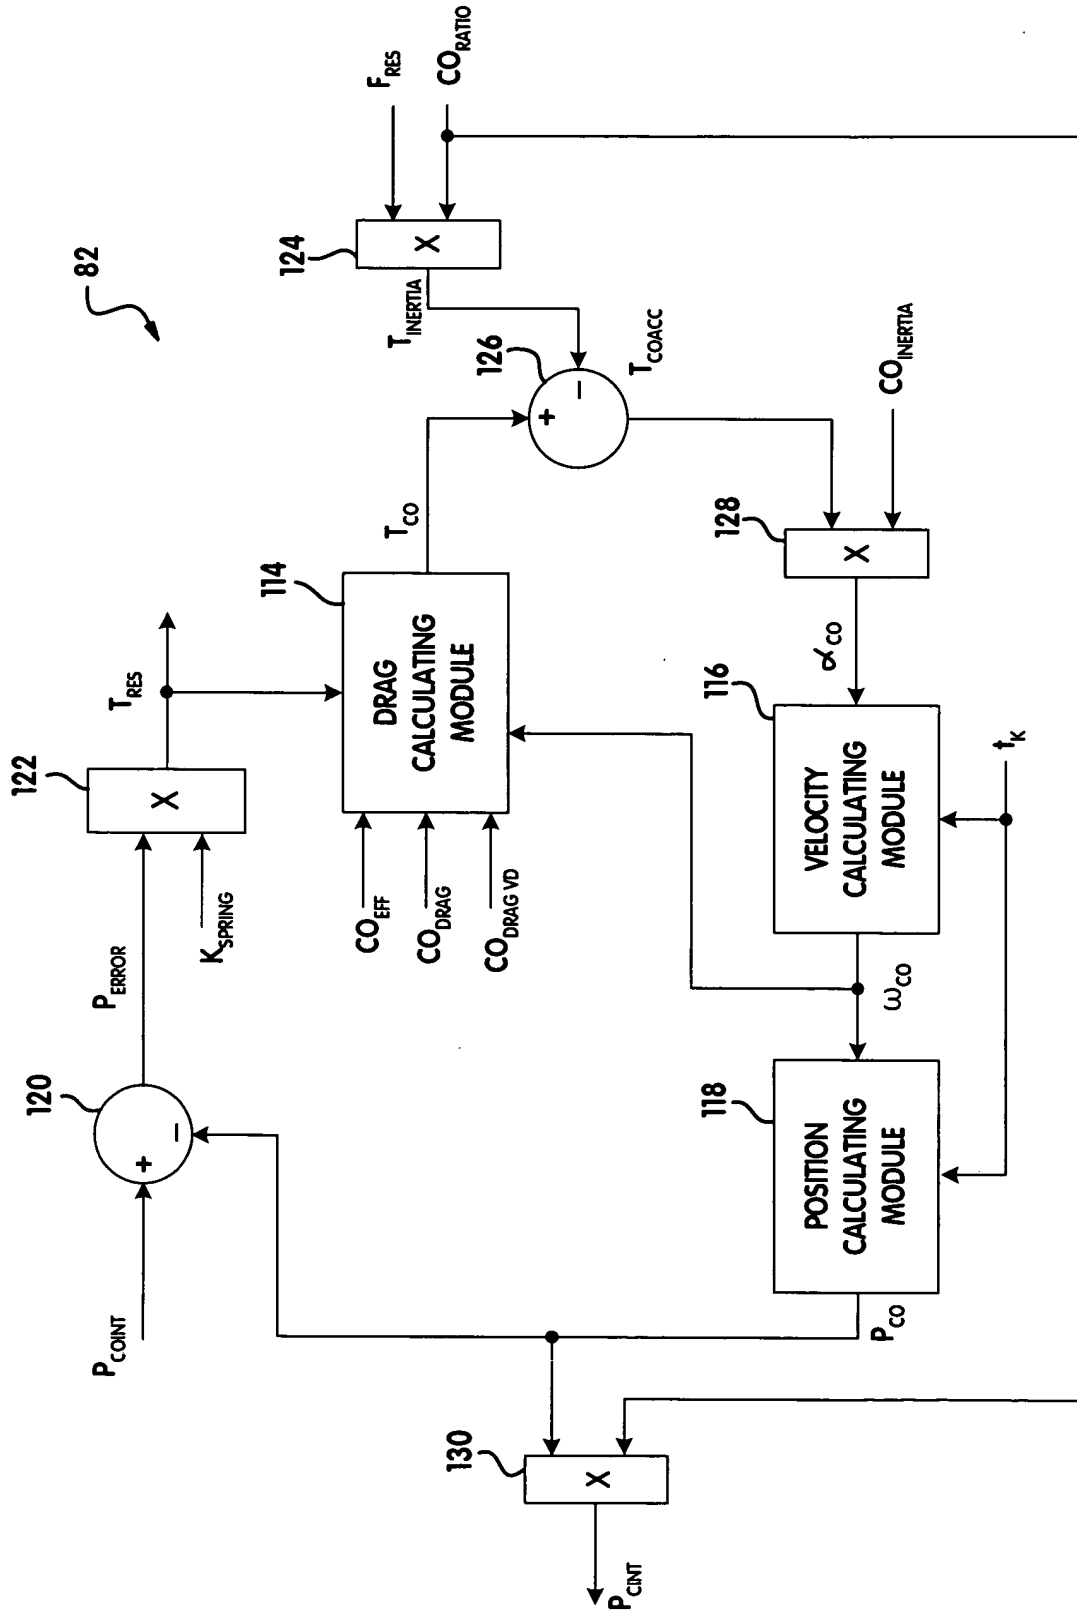 82
P_COINT
120
+
−
P_ERROR
K_SPRING
122
X
T_RES
CO_EFF
CO_DRAG
CO_DRAG VD
114
DRAG
CALCULATING
MODULE
T_CO
126
+
−
T_COACC
124
X
T_INERTIA
F_RES
CO_RATIO
130
X
P_CINT
P_CO
118
POSITION
CALCULATING
MODULE
ω_CO
116
VELOCITY
CALCULATING
MODULE
α_CO
128
X
CO_INERTIA
t_K